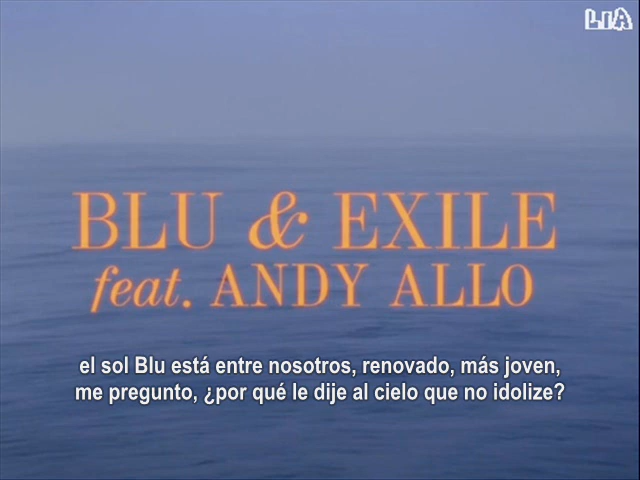 LIA
BLU & EXILE
feat. ANDY ALLO
el sol Blu está entre nosotros, renovado, más joven,
me pregunto, ¿por qué le dije al cielo que no idolize?